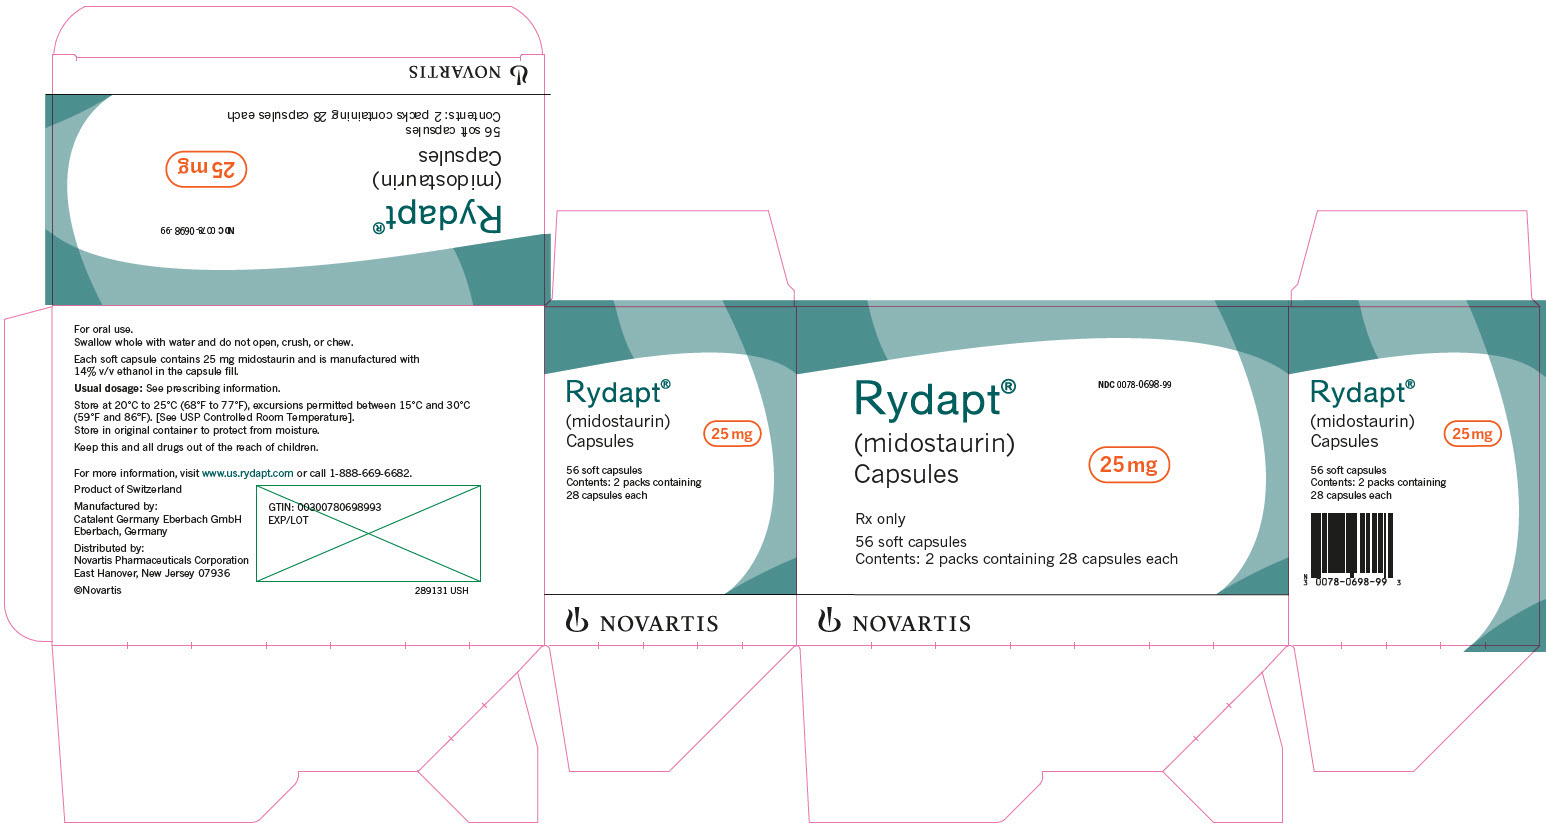 NOVARTIS
Contents: 2 packs containing 28 capsules each
56 soft capsules
Capsules
(midostaurin)
Rydapt®
25 mg
NDC 0078-0698-99
For oral use.
Swallow whole with water and do not open, crush, or chew.
Each soft capsule contains 25 mg midostaurin and is manufactured with
14% v/v ethanol in the capsule fill.
Usual dosage: See prescribing information.
Store at 20°C to 25°C (68°F to 77°F), excursions permitted between 15°C and 30°C
(59°F and 86°F). [See USP Controlled Room Temperature].
Store in original container to protect from moisture.
Keep this and all drugs out of the reach of children.
For more information, visit www.us.rydapt.com or call 1-888-669-6682.
Product of Switzerland
Manufactured by:
Catalent Germany Eberbach GmbH
Eberbach, Germany
Distributed by:
Novartis Pharmaceuticals Corporation
East Hanover, New Jersey 07936
©Novartis
GTIN: 00300780698993
EXP/LOT
289131 USH
Rydapt®
(midostaurin)
Capsules
25 mg
56 soft capsules
Contents: 2 packs containing
28 capsules each
NOVARTIS
Rydapt®
NDC 0078-0698-99
(midostaurin)
Capsules
25 mg
Rx only
56 soft capsules
Contents: 2 packs containing 28 capsules each
NOVARTIS
Rydapt®
(midostaurin)
Capsules
25 mg
56 soft capsules
Contents: 2 packs containing
28 capsules each
N
3 0078-0698-99 3